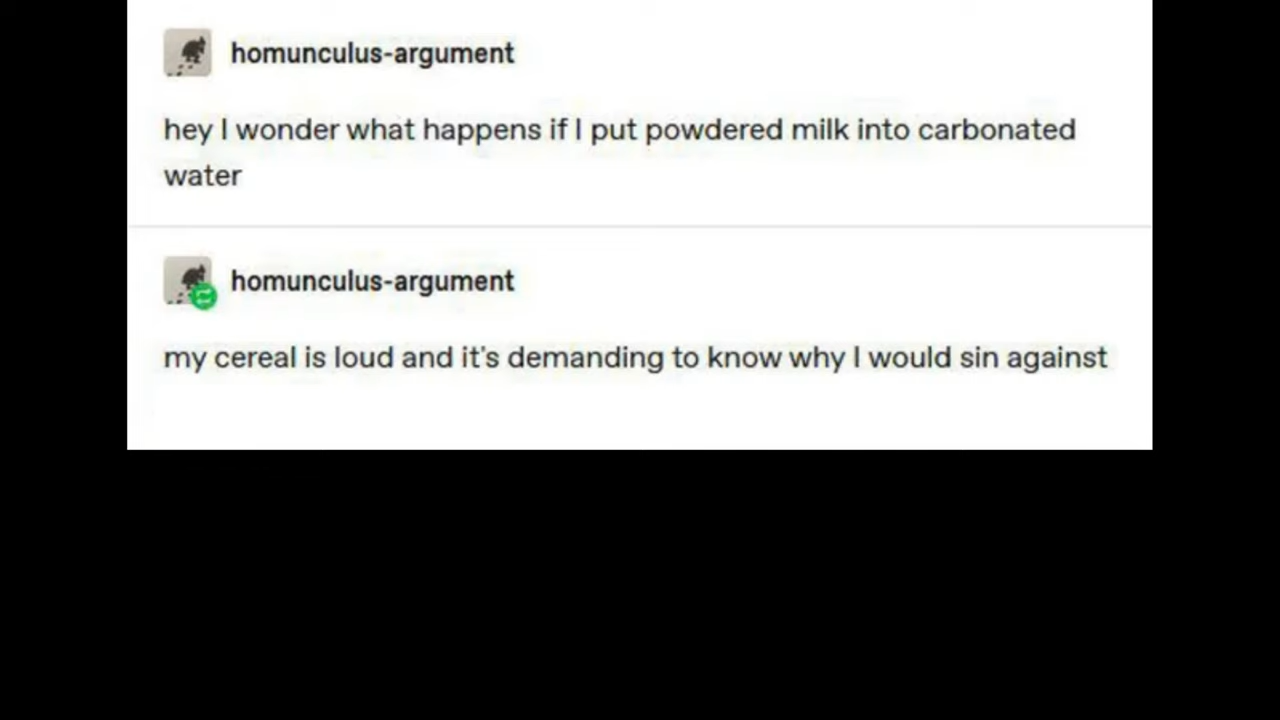 homunculus-argument
hey I wonder what happens if I put powdered milk into carbonated
water
homunculus-argument
my cereal is loud and it's demanding to know why I would sin against